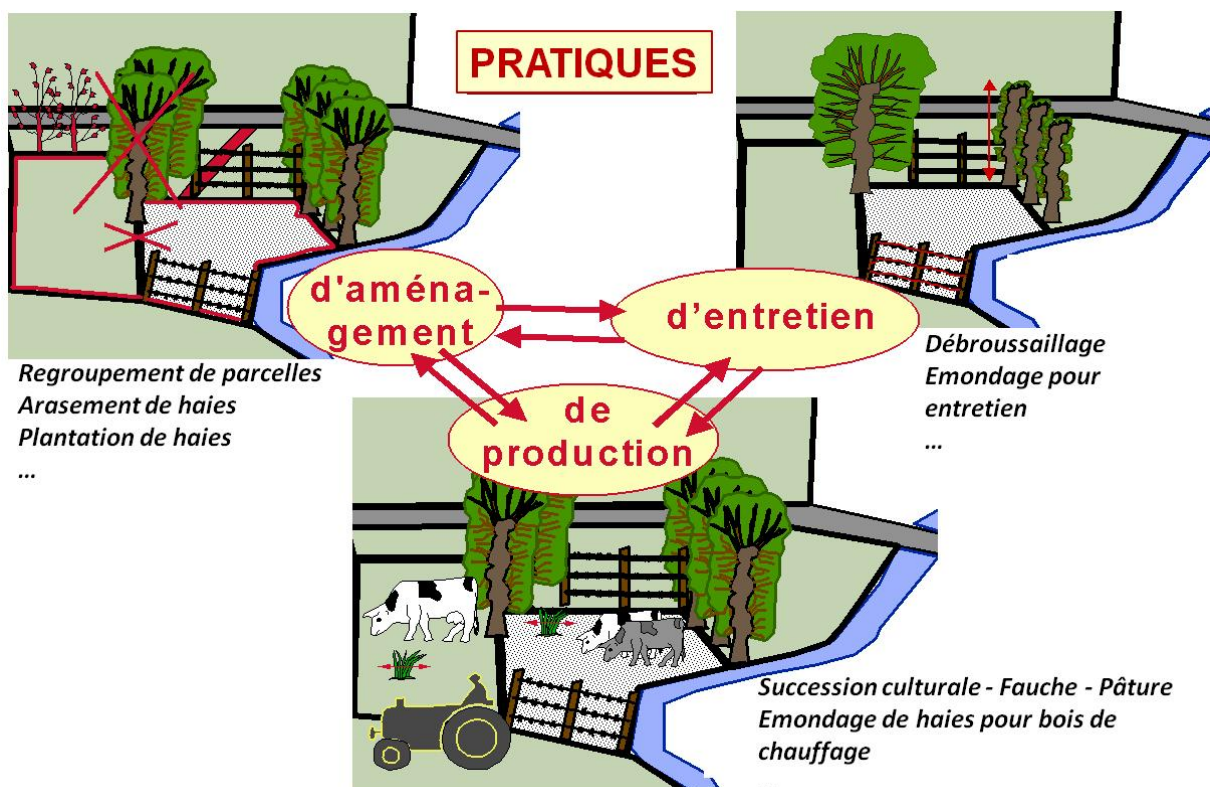 PRATIQUES
d'aména-
gement
d'entretien
de
production
Regroupement de parcelles
Arasement de haies
Plantation de haies
...
Débroussaillage
Emondage pour
entretien
...
Succession culturale - Fauche - Pâture
Emondage de haies pour bois de
chauffage